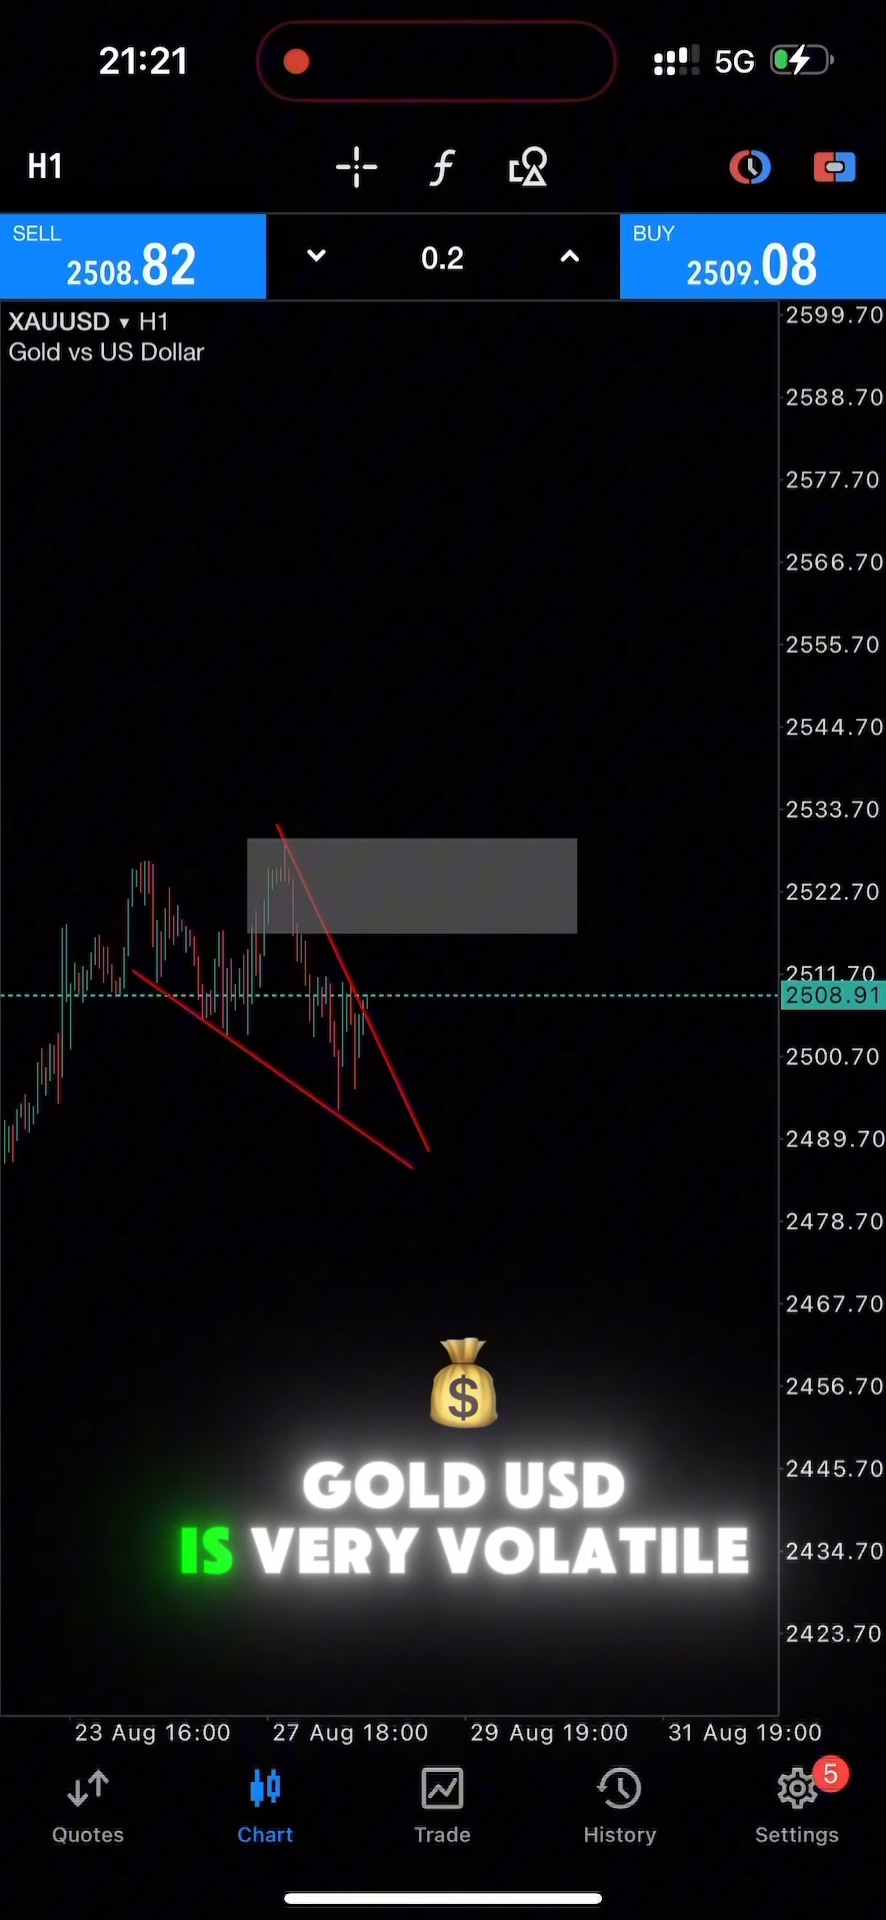 21:21
5G
H1
SELL
2508.82
0.2
BUY
2509.08
XAUUSD ▾ H1
Gold vs US Dollar
2599.70
2588.70
2577.70
2566.70
2555.70
2544.70
2533.70
2522.70
2511.70
2508.91
2500.70
2489.70
2478.70
2467.70
2456.70
2445.70
2434.70
2423.70
$
GOLD USD
IS VERY VOLATILE
23 Aug 16:00 27 Aug 18:00 29 Aug 19:00 31 Aug 19:00
5
Quotes Chart Trade History Settings